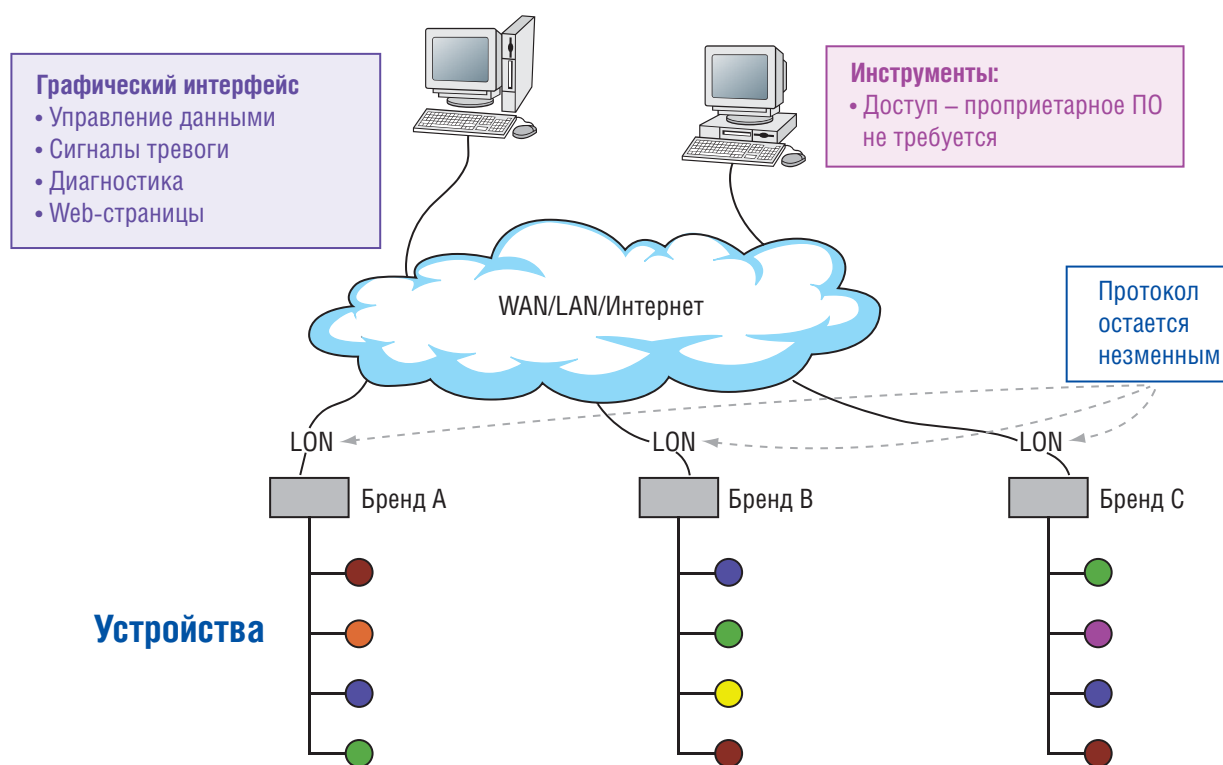 Графический интерфейс
• Управление данными
• Сигналы тревоги
• Диагностика
• Web-страницы
Инструменты:
• Доступ – проприетарное ПО
не требуется
WAN/LAN/Интернет
Протокол
остается
незменным
LON
LON
LON
Бренд A
Бренд B
Бренд C
Устройства